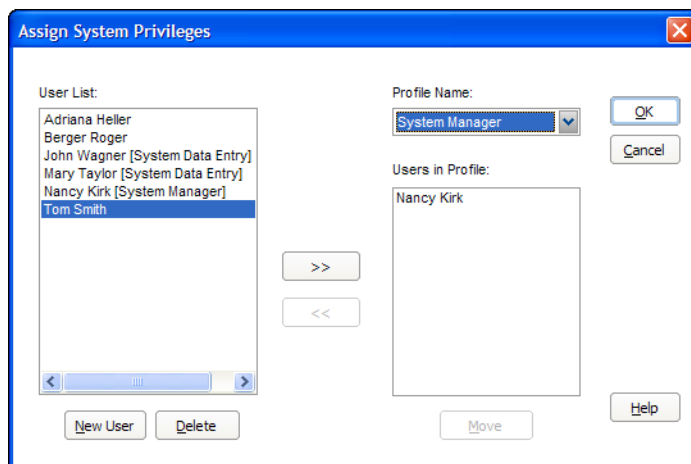 Assign System Privileges
User List:
Adriana Heller
Berger Roger
John Wagner [System Data Entry]
Mary Taylor [System Data Entry]
Nancy Kirk [System Manager]
Tom Smith
>>
<<
New User
Delete
Profile Name:
System Manager
Users in Profile:
Nancy Kirk
Move
OK
Cancel
Help